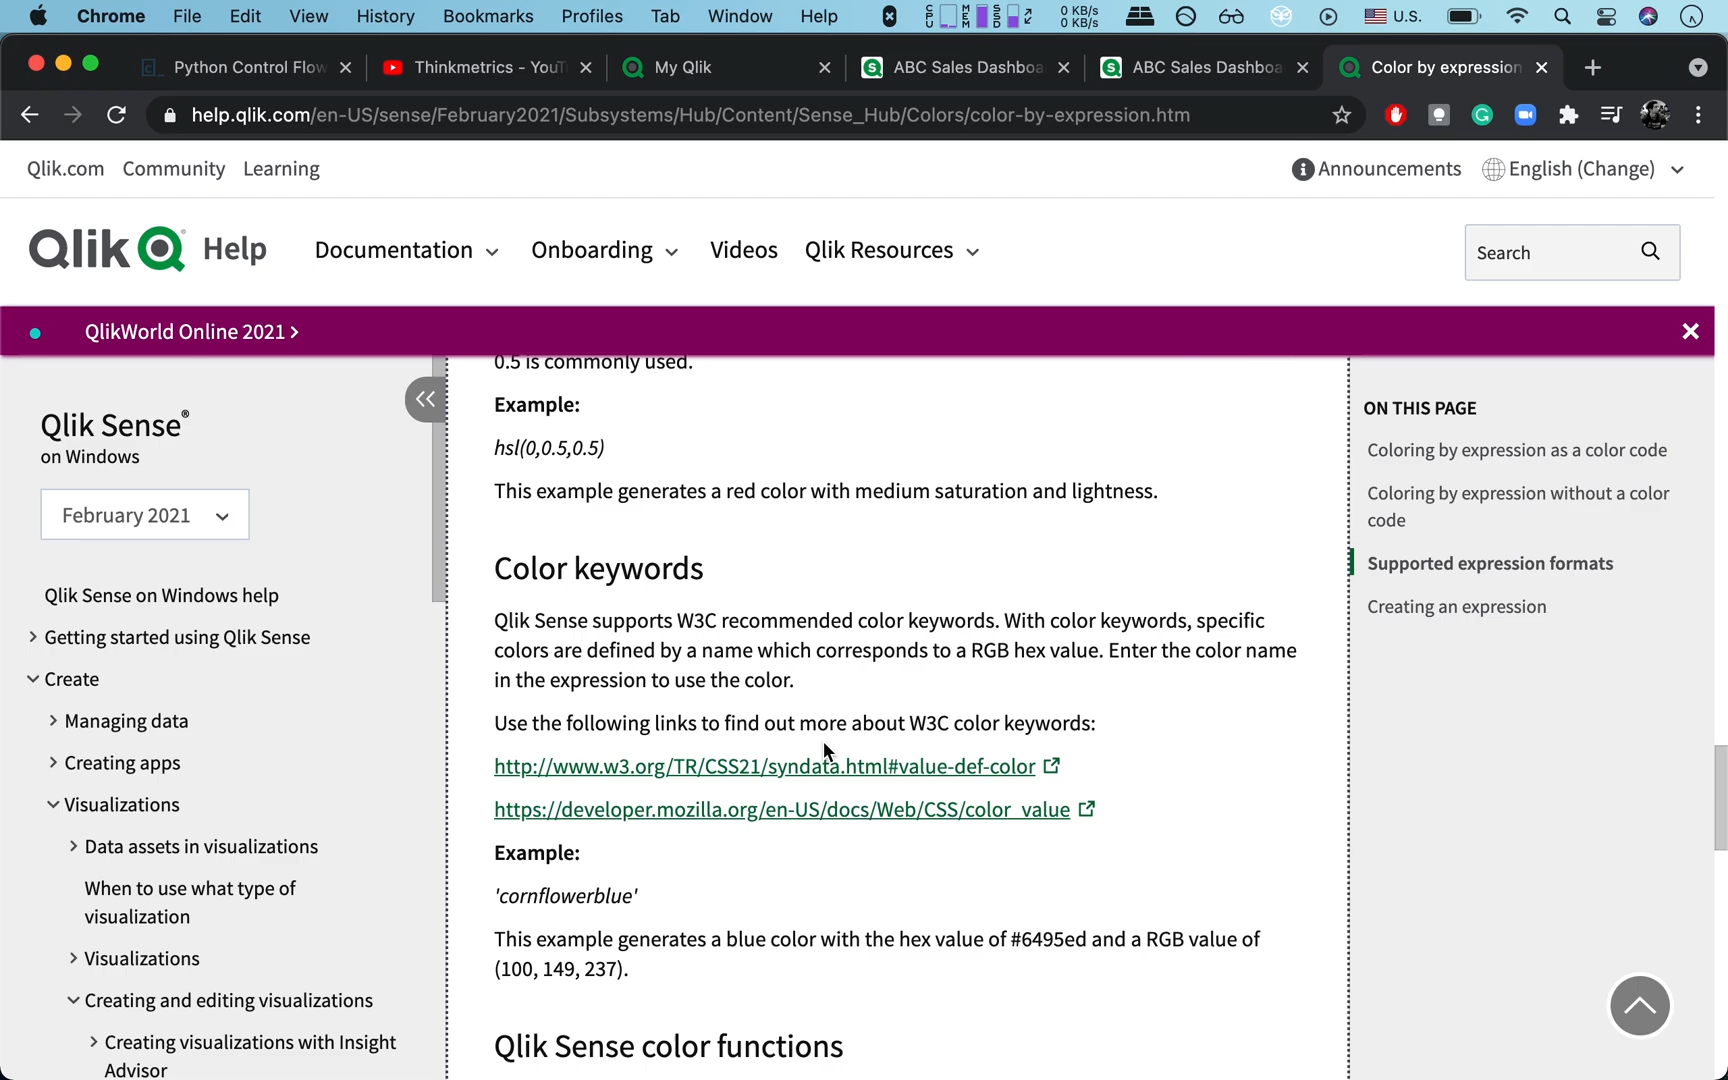 Chrome File Edit View History Bookmarks Profiles Tab Window Help CPU MEM SSD 0 KB/s 0 KB/s U.S.
Python Control Flow Thinkmetrics - YouT My Qlik ABC Sales Dashboa ABC Sales Dashboa Color by expression
help.qlik.com/en-US/sense/February2021/Subsystems/Hub/Content/Sense_Hub/Colors/color-by-expression.htm
Qlik.com Community Learning Announcements English (Change)
Qlik Help Documentation Onboarding Videos Qlik Resources Search
QlikWorld Online 2021 >
Qlik Sense®
on Windows
February 2021
Qlik Sense on Windows help
Getting started using Qlik Sense
Create
Managing data
Creating apps
Visualizations
Data assets in visualizations
When to use what type of
visualization
Visualizations
Creating and editing visualizations
Creating visualizations with Insight
Advisor
0.5 is commonly used.
Example:
hsl(0,0.5,0.5)
This example generates a red color with medium saturation and lightness.
Color keywords
Qlik Sense supports W3C recommended color keywords. With color keywords, specific
colors are defined by a name which corresponds to a RGB hex value. Enter the color name
in the expression to use the color.
Use the following links to find out more about W3C color keywords:
http://www.w3.org/TR/CSS21/syndata.html#value-def-color
https://developer.mozilla.org/en-US/docs/Web/CSS/color_value
Example:
'cornflowerblue'
This example generates a blue color with the hex value of #6495ed and a RGB value of
(100, 149, 237).
Qlik Sense color functions
ON THIS PAGE
Coloring by expression as a color code
Coloring by expression without a color
code
Supported expression formats
Creating an expression